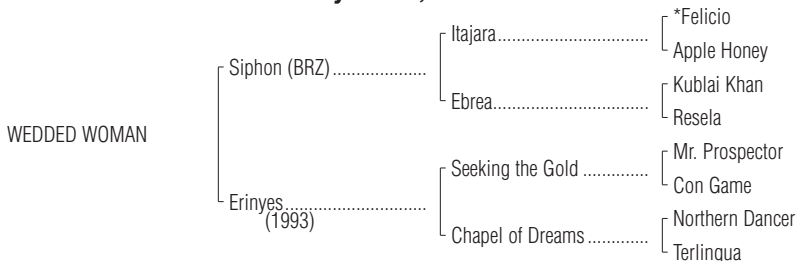 *Felicio
Itajara
Apple Honey
Siphon (BRZ)
Kublai Khan
Ebrea
Resela
WEDDED WOMAN
Mr. Prospector
Seeking the Gold
Con Game
Erinyes
(1993)
Northern Dancer
Chapel of Dreams
Terlingua